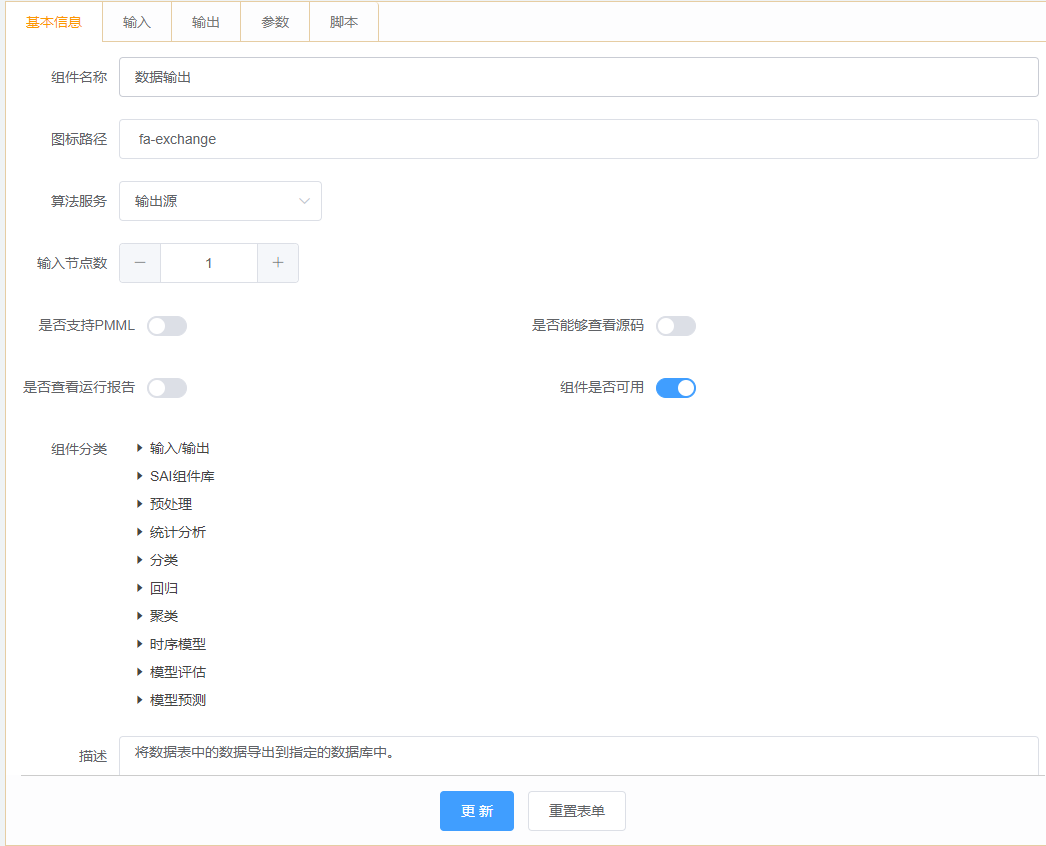 基本信息 输入 输出 参数 脚本
组件名称 数据输出
图标路径 fa-exchange
算法服务 输出源
输入节点数 1
是否支持PMML 是否能够查看源码
是否查看运行报告 组件是否可用
组件分类 输入/输出
SAI组件库
预处理
统计分析
分类
回归
聚类
时序模型
模型评估
模型预测
描述 将数据表中的数据导出到指定的数据库中。
更新 重置表单